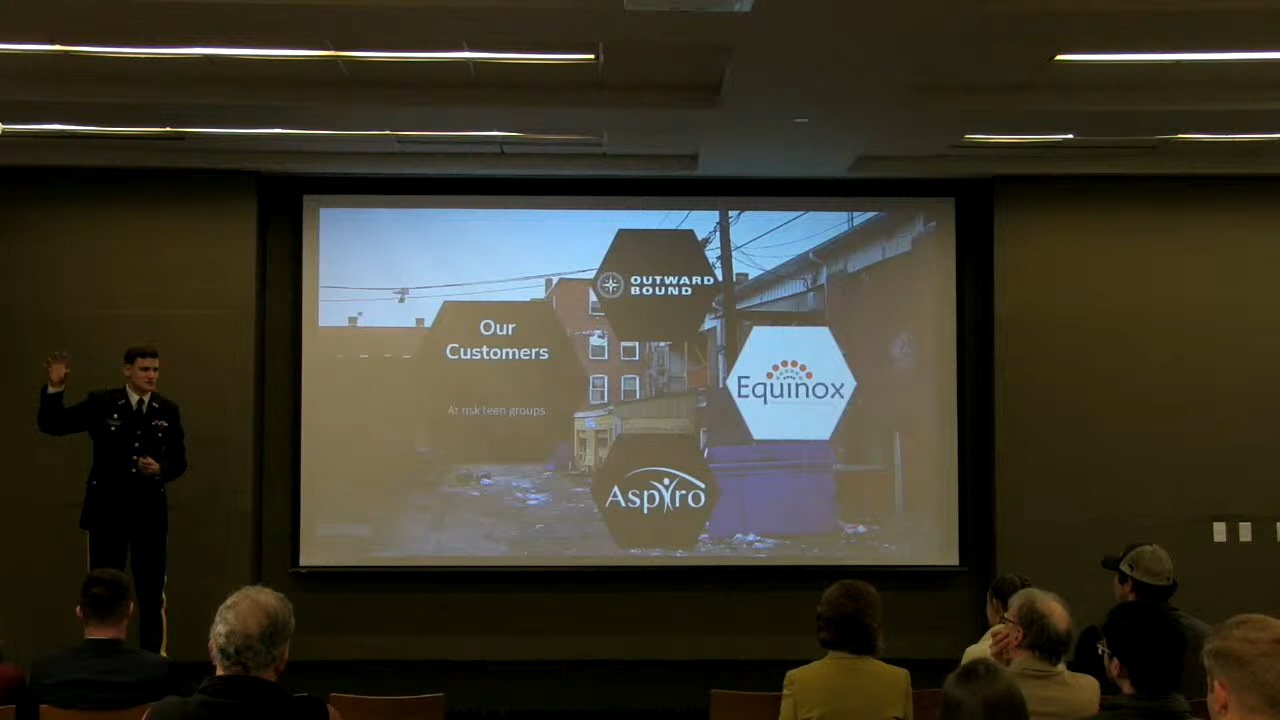 OUTWARD
BOUND
Our
Customers
At risk teen groups
Equinox
Aspiro